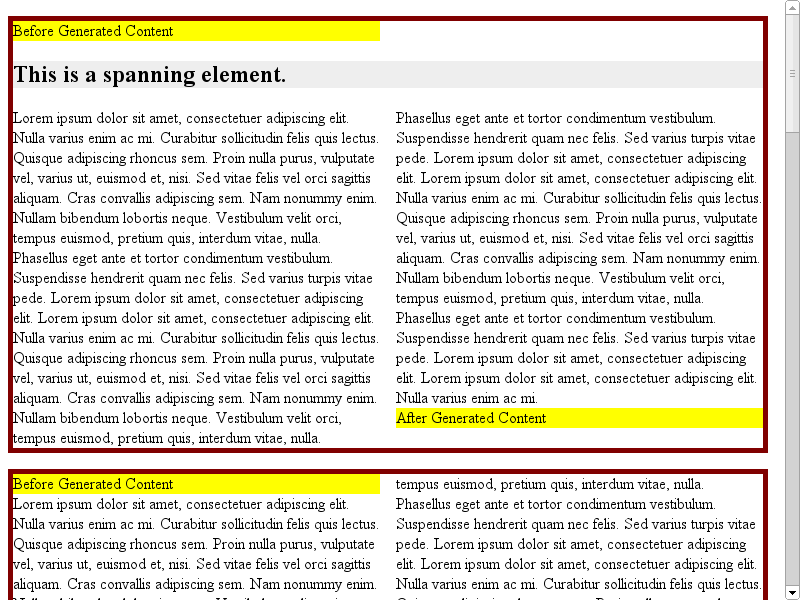 Before Generated Content
This is a spanning element.
Lorem ipsum dolor sit amet, consectetuer adipiscing elit.
Nulla varius enim ac mi. Curabitur sollicitudin felis quis lectus.
Quisque adipiscing rhoncus sem. Proin nulla purus, vulputate
vel, varius ut, euismod et, nisi. Sed vitae felis vel orci sagittis
aliquam. Cras convallis adipiscing sem. Nam nonummy enim.
Nullam bibendum lobortis neque. Vestibulum velit orci,
tempus euismod, pretium quis, interdum vitae, nulla.
Phasellus eget ante et tortor condimentum vestibulum.
Suspendisse hendrerit quam nec felis. Sed varius turpis vitae
pede. Lorem ipsum dolor sit amet, consectetuer adipiscing
elit. Lorem ipsum dolor sit amet, consectetuer adipiscing elit.
Nulla varius enim ac mi. Curabitur sollicitudin felis quis lectus.
Quisque adipiscing rhoncus sem. Proin nulla purus, vulputate
vel, varius ut, euismod et, nisi. Sed vitae felis vel orci sagittis
aliquam. Cras convallis adipiscing sem. Nam nonummy enim.
Nullam bibendum lobortis neque. Vestibulum velit orci,
tempus euismod, pretium quis, interdum vitae, nulla.
Phasellus eget ante et tortor condimentum vestibulum.
Suspendisse hendrerit quam nec felis. Sed varius turpis vitae
pede. Lorem ipsum dolor sit amet, consectetuer adipiscing
elit. Lorem ipsum dolor sit amet, consectetuer adipiscing elit.
Nulla varius enim ac mi. Curabitur sollicitudin felis quis lectus.
Quisque adipiscing rhoncus sem. Proin nulla purus, vulputate
vel, varius ut, euismod et, nisi. Sed vitae felis vel orci sagittis
aliquam. Cras convallis adipiscing sem. Nam nonummy enim.
Nullam bibendum lobortis neque. Vestibulum velit orci,
tempus euismod, pretium quis, interdum vitae, nulla.
Phasellus eget ante et tortor condimentum vestibulum.
Suspendisse hendrerit quam nec felis. Sed varius turpis vitae
pede. Lorem ipsum dolor sit amet, consectetuer adipiscing
elit. Lorem ipsum dolor sit amet, consectetuer adipiscing elit.
Nulla varius enim ac mi.
After Generated Content
Before Generated Content
Lorem ipsum dolor sit amet, consectetuer adipiscing elit.
Nulla varius enim ac mi. Curabitur sollicitudin felis quis lectus.
Quisque adipiscing rhoncus sem. Proin nulla purus, vulputate
vel, varius ut, euismod et, nisi. Sed vitae felis vel orci sagittis
aliquam. Cras convallis adipiscing sem. Nam nonummy enim.
tempus euismod, pretium quis, interdum vitae, nulla.
Phasellus eget ante et tortor condimentum vestibulum.
Suspendisse hendrerit quam nec felis. Sed varius turpis vitae
pede. Lorem ipsum dolor sit amet, consectetuer adipiscing
elit. Lorem ipsum dolor sit amet, consectetuer adipiscing elit.
Nulla varius enim ac mi. Curabitur sollicitudin felis quis lectus.